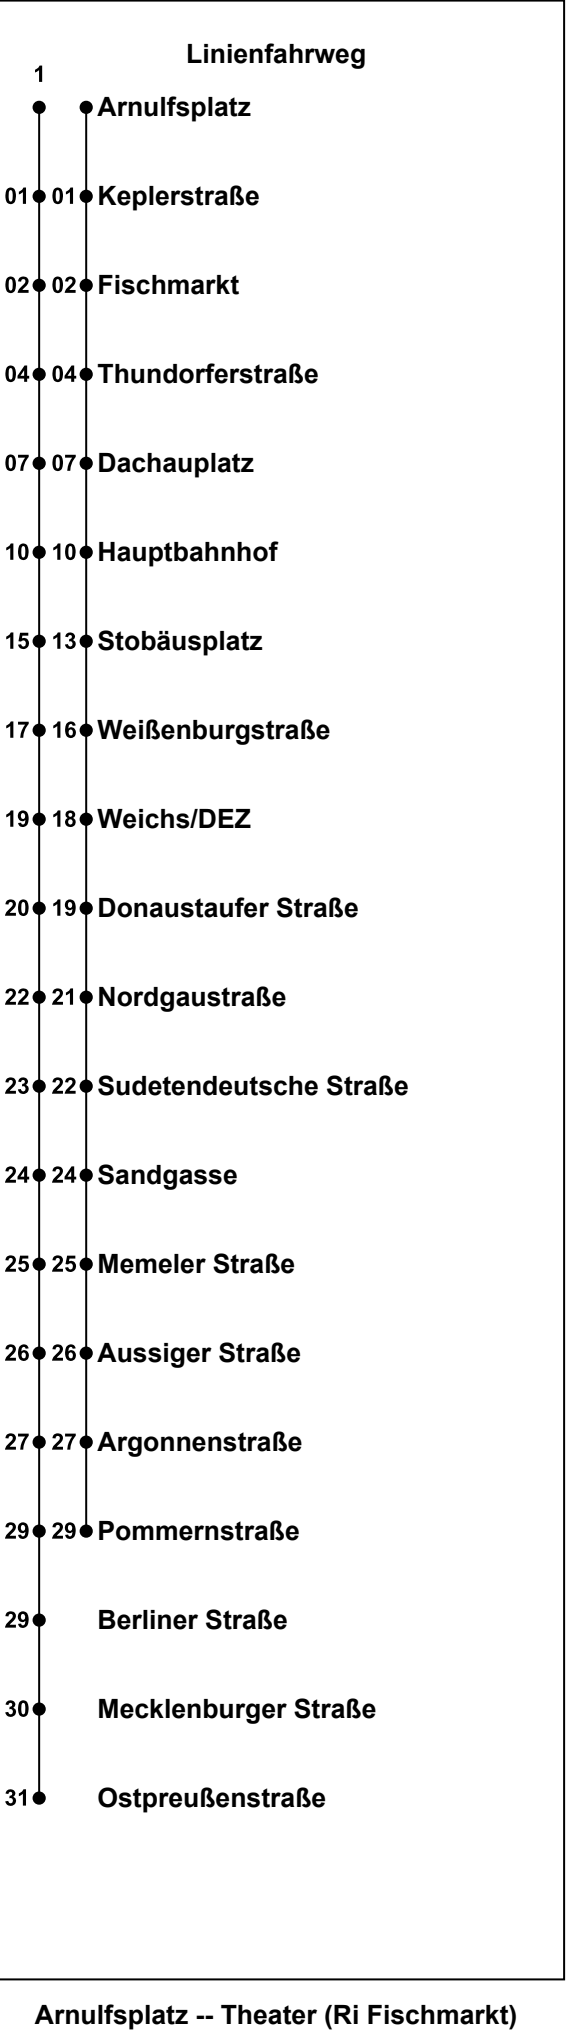 Linienfahrweg
1
Arnulfsplatz
01 01 Keplerstraße
02 02 Fischmarkt
04 04 Thundorferstraße
07 07 Dachauplatz
10 10 Hauptbahnhof
15 13 Stobäusplatz
17 16 Weißenburgstraße
19 18 Weichs/DEZ
20 19 Donaustaufer Straße
22 21 Nordgaustraße
23 22 Sudetendeutsche Straße
24 24 Sandgasse
25 25 Memeler Straße
26 26 Aussiger Straße
27 27 Argonnenstraße
29 29 Pommernstraße
29 Berliner Straße
30 Mecklenburger Straße
31 Ostpreußenstraße
Arnulfsplatz -- Theater (Ri Fischmarkt)